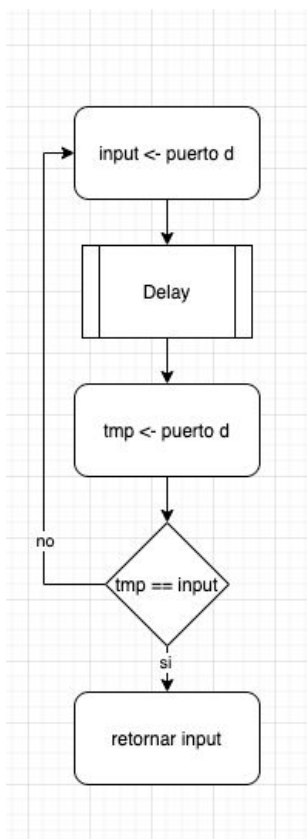 input <- puerto d
Delay
tmp <- puerto d
no
tmp == input
si
retornar input